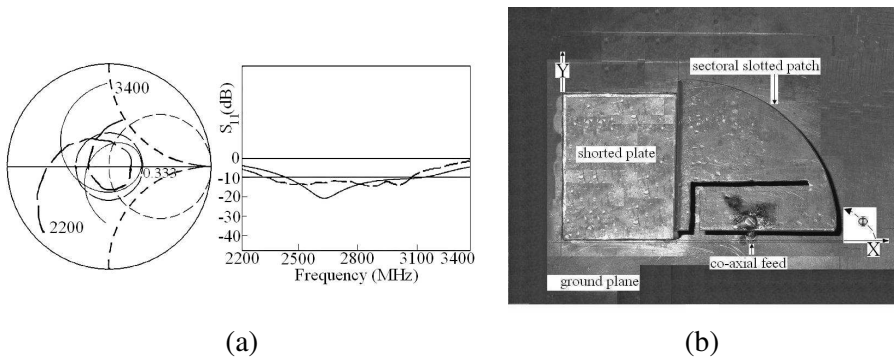 3400
0.333
2200
S11(dB)
0
-10
-20
-30
-40
2200
2500
3100
3400
Frequency (MHz)
(a)
Y
sectoral slotted patch
shorted plate
X
co-axial feed
ground plane
(b)